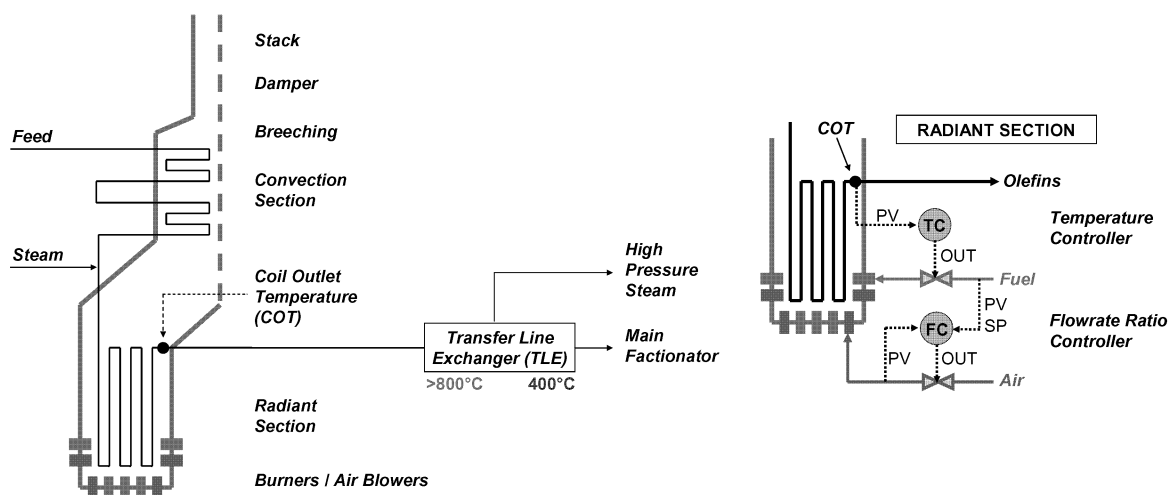 Stack
Damper
Breeching
Feed
Convection
Section
Steam
Coil Outlet
Temperature
(COT)
High
Pressure
Steam
Transfer Line
Exchanger (TLE)
>800°C 400°C
Main
Factionator
Radiant
Section
Burners / Air Blowers
COT
RADIANT SECTION
Olefins
PV
TC
Temperature
Controller
OUT
Fuel
PV
SP
FC
Flowrate Ratio
Controller
PV
OUT
Air